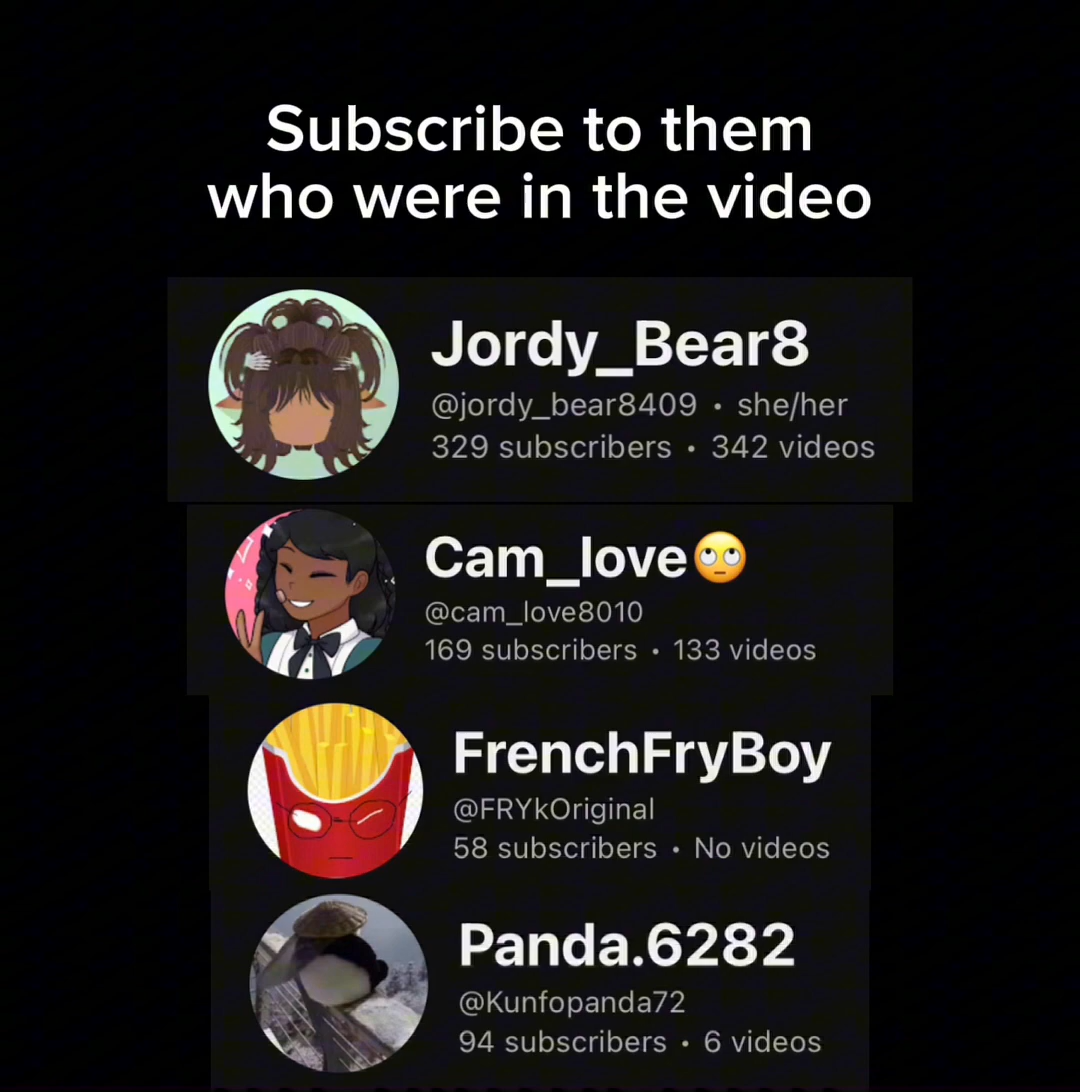 Subscribe to them
who were in the video
Jordy_Bear8
@jordy_bear8409 • she/her
329 subscribers • 342 videos
Cam_love🙄
@cam_love8010
169 subscribers • 133 videos
FrenchFryBoy
@FRYkOriginal
58 subscribers • No videos
Panda.6282
@Kunfopanda72
94 subscribers • 6 videos